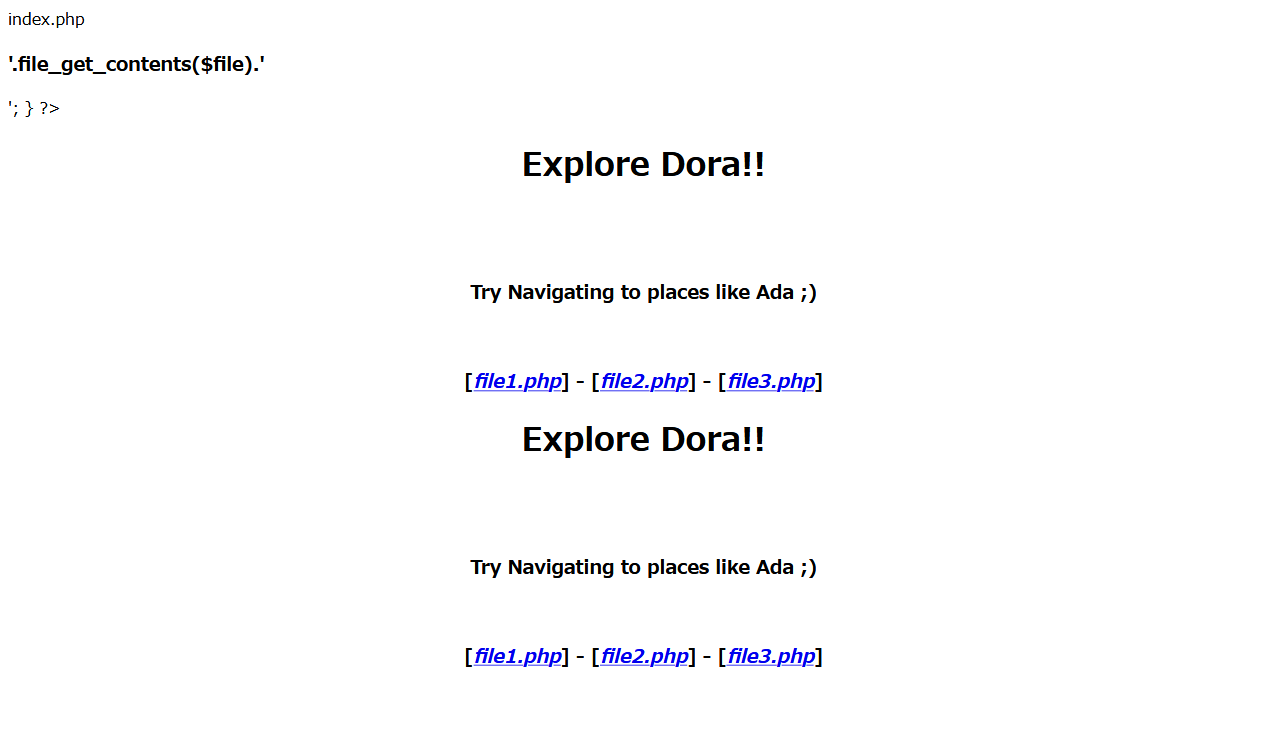 index.php
'.file_get_contents($file).'
'; } ?>
Explore Dora!!
Try Navigating to places like Ada ;)
[file1.php] - [file2.php] - [file3.php]
Explore Dora!!
Try Navigating to places like Ada ;)
[file1.php] - [file2.php] - [file3.php]